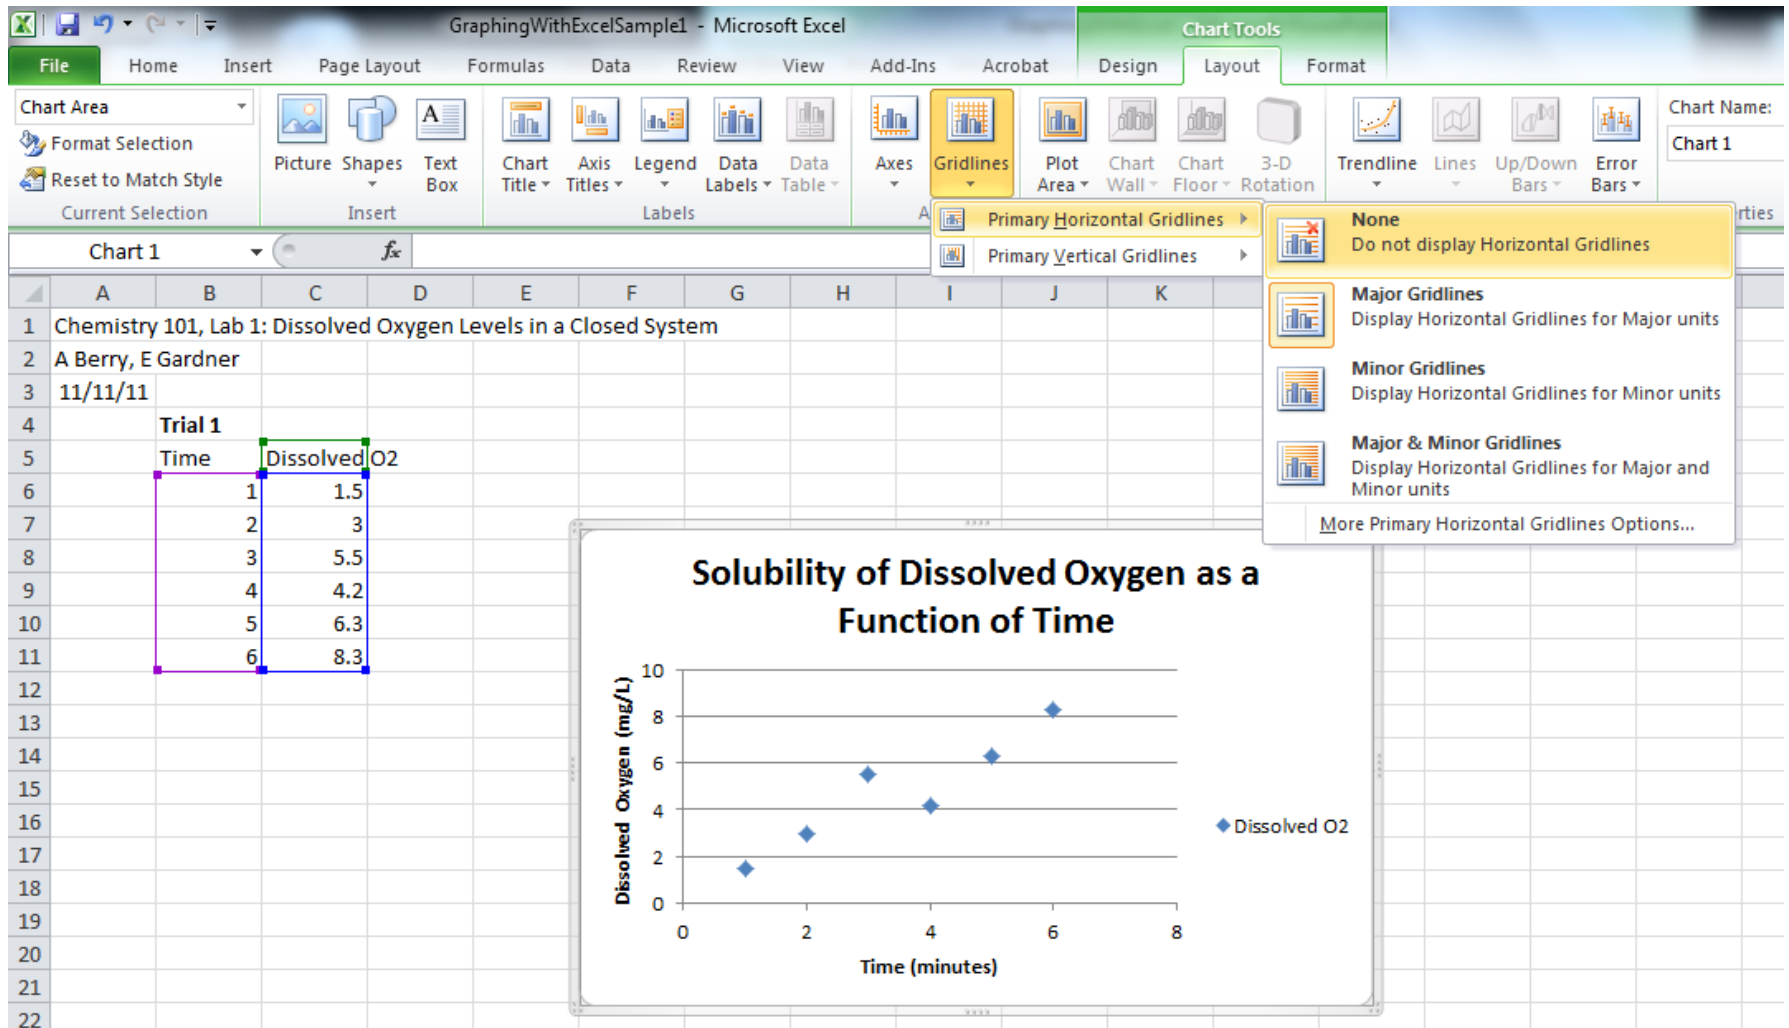 GraphingWithExcelSample1 - Microsoft Excel
Chart Tools
File Home Insert Page Layout Formulas Data Review View Add-Ins Acrobat Design Layout Format
Chart Area
Format Selection
Reset to Match Style
Current Selection
Picture Shapes Text Box
Insert
Chart Title Axis Titles Legend Data Labels Data Table
Labels
Axes Gridlines
A
Plot Area Chart Wall Chart Floor 3-D Rotation
Trendline Lines Up/Down Bars Error Bars
Chart Name:
Chart 1
rties
Primary Horizontal Gridlines
Primary Vertical Gridlines
None
Do not display Horizontal Gridlines
Major Gridlines
Display Horizontal Gridlines for Major units
Minor Gridlines
Display Horizontal Gridlines for Minor units
Major & Minor Gridlines
Display Horizontal Gridlines for Major and
Minor units
More Primary Horizontal Gridlines Options...
Chart 1 fx
A B C D E F G H I J K
1 Chemistry 101, Lab 1: Dissolved Oxygen Levels in a Closed System
2 A Berry, E Gardner
3 11/11/11
4 Trial 1
5 Time Dissolved O2
6 1 1.5
7 2 3
8 3 5.5
9 4 4.2
10 5 6.3
11 6 8.3
12
13
14
15
16
17
18
19
20
21
22
Solubility of Dissolved Oxygen as a
Function of Time
Dissolved Oxygen (mg/L)
10
8
6
4
2
0
0 2 4 6 8
Time (minutes)
Dissolved O2